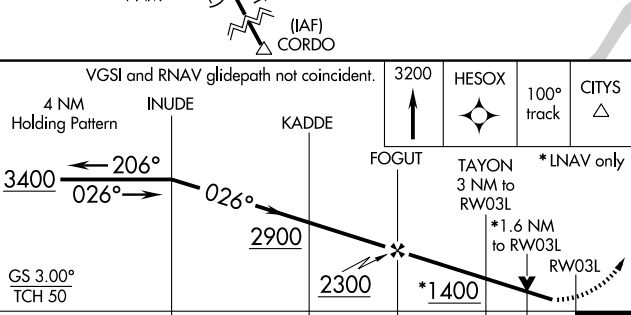 (IAF)
CORDO
VGSI and RNAV glidepath not coincident.
3200
HESOX
100°
track
CITYS
4 NM
Holding Pattern
INUDE
KADDE
FOGUT
TAYON
3 NM to
RW03L
*LNAV only
206°
3400
026°
026°
*1.6 NM
to RW03L
2900
RW03L
GS 3.00°
TCH 50
2300
*1400